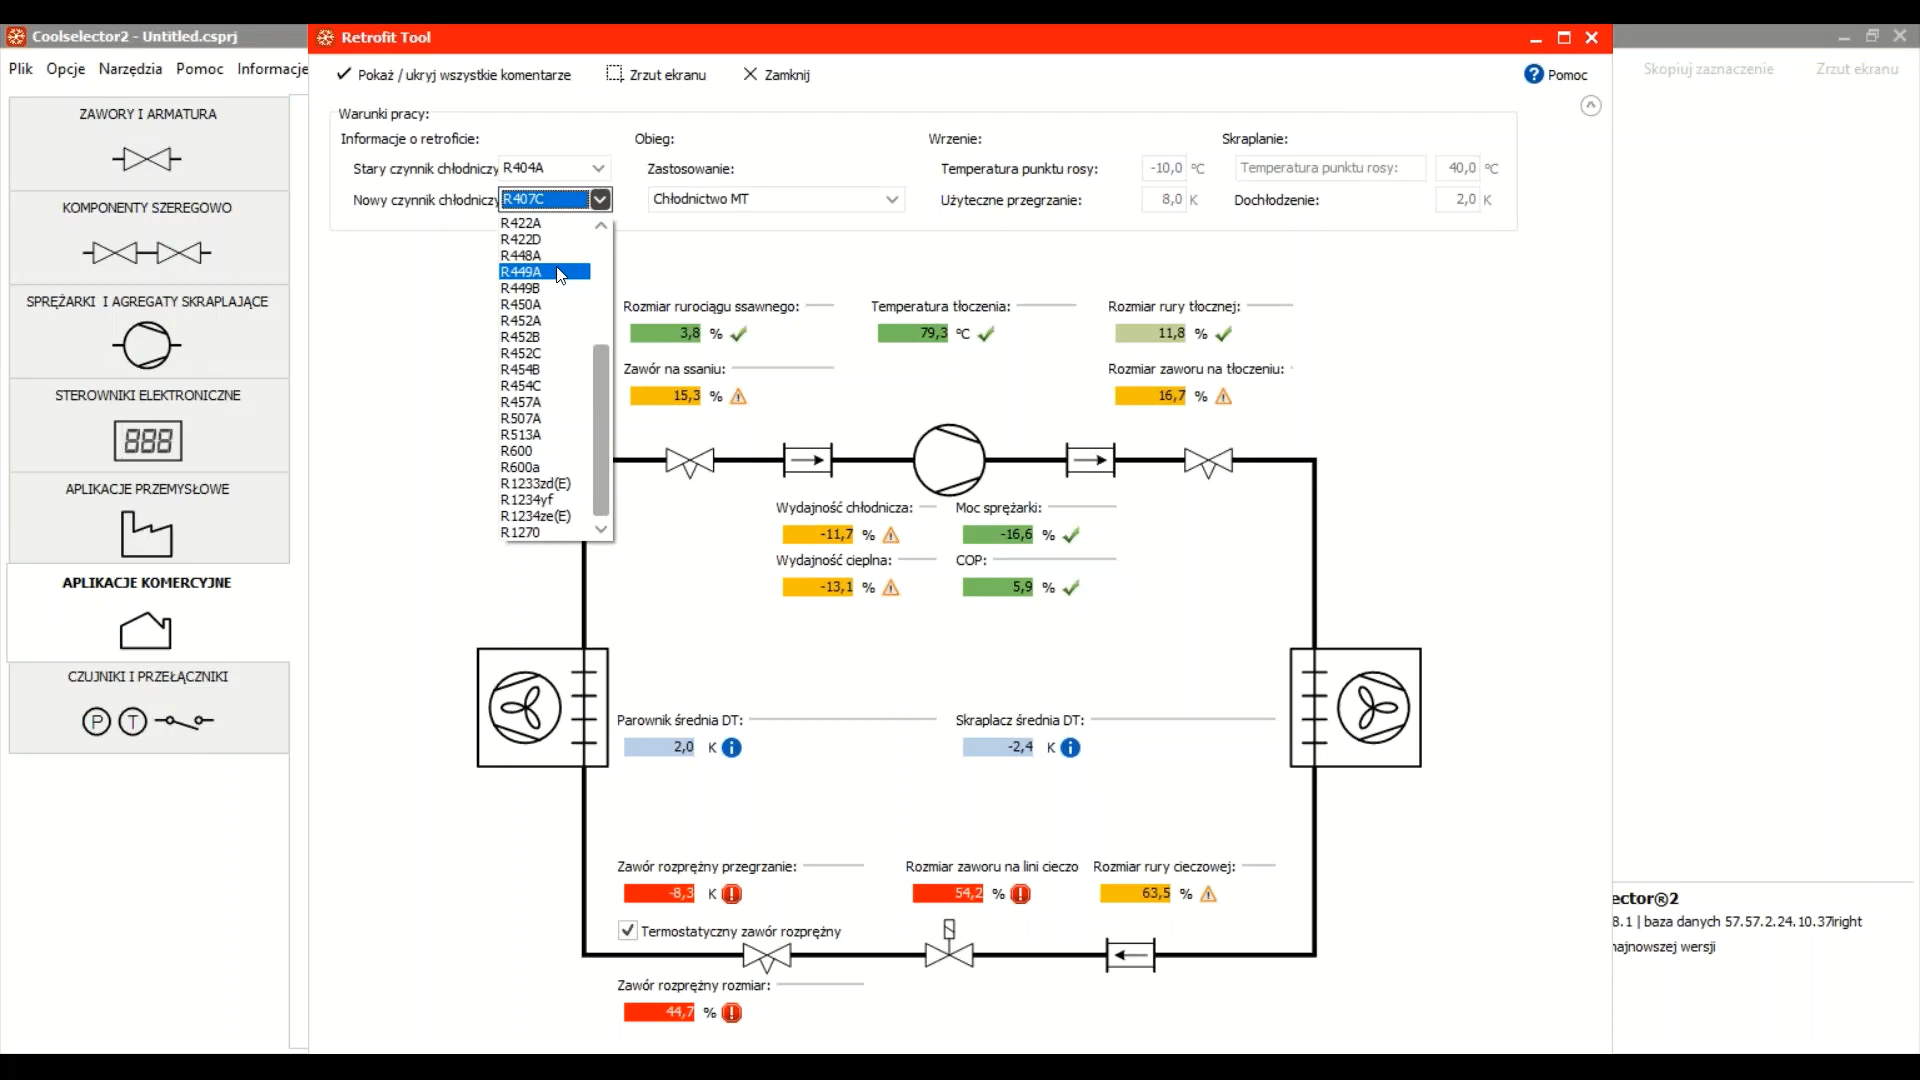 Coolselector2 - Untitled.csprj
Retrofit Tool
Plik Opcje Narzędzia Pomoc Informacje
Pokaż / ukryj wszystkie komentarze Zrzut ekranu Zamknij
Pomoc
Skopiuj zaznaczenie Zrzut ekranu
ZAWORY I ARMATURA
KOMPONENTY SZEREGOWO
SPRĘŻARKI I AGREGATY SKRAPLAJĄCE
STEROWNIKI ELEKTRONICZNE
888
APLIKACJE PRZEMYSŁOWE
APLIKACJE KOMERCYJNE
CZUJNIKI I PRZEŁĄCZNIKI
P T
Warunki pracy:
Informacje o retroficie: Obieg: Wrzenie: Skraplanie:
Stary czynnik chłodniczy R404A Zastosowanie: Temperatura punktu rosy: -10,0 °C Temperatura punktu rosy: 40,0 °C
Nowy czynnik chłodniczy R407C Chłodnictwo MT Użyteczne przegrzanie: 8,0 K Dochłodzenie: 2,0 K
R422A
R422D
R448A
R449A
R449B
R450A
R452A
R452B
R452C
R454B
R454C
R457A
R507A
R513A
R600
R600a
R1233zd(E)
R1234yf
R1234ze(E)
R1270
Rozmiar rurociągu ssawnego: Temperatura tłoczenia: Rozmiar rury tłocznej:
3,8 % 79,3 °C 11,8 %
Zawór na ssaniu: Rozmiar zaworu na tłoczeniu:
15,3 % 16,7 %
Wydajność chłodnicza: Moc sprężarki:
-11,7 % -16,6 %
Wydajność cieplna: COP:
-13,1 % 5,9 %
Parownik średnia DT: Skraplacz średnia DT:
2,0 K -2,4 K
Zawór rozprężny przegrzanie: Rozmiar zaworu na lini cieczo Rozmiar rury cieczowej:
-8,3 K 54,2 % 63,5 %
Termostatyczny zawór rozprężny
Zawór rozprężny rozmiar:
44,7 %
ector®2
8.1 | baza danych 57.57.2.24.10.37iright
najnowszej wersji